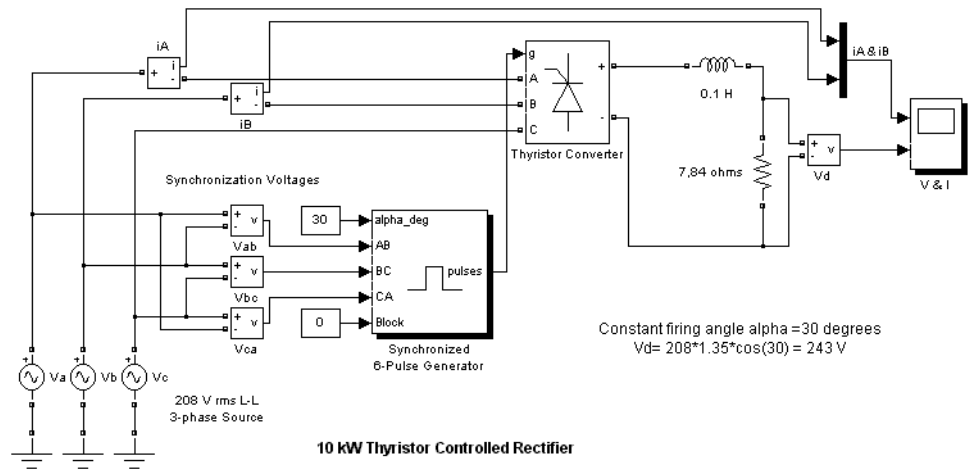 iA
i
+
-
iB
i
+
-
g
A
B
C
+
-
Thyristor Converter
0.1 H
7,84 ohms
iA & iB
+
-
v
Vd
V & I
Synchronization Voltages
+
-
v
Vab
+
-
v
Vbc
+
-
v
Vca
30
0
alpha_deg
AB
BC
CA
Block
pulses
Synchronized
6-Pulse Generator
Constant firing angle alpha =30 degrees
Vd= 208*1.35*cos(30) = 243 V
+
Va
+
Vb
+
Vc
208 V rms L-L
3-phase Source
10 kW Thyristor Controlled Rectifier